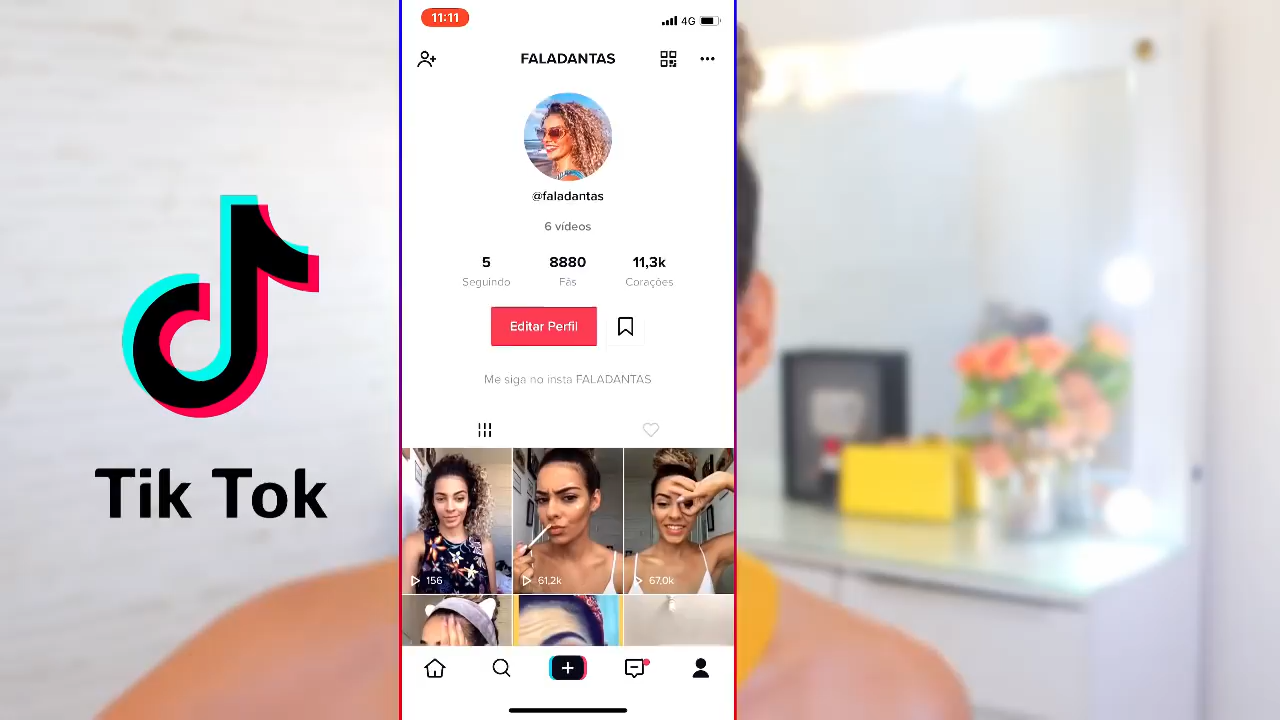 11:11
4G
FALADANTAS
@faladantas
6 vídeos
5
8880
11,3k
Seguindo
Fãs
Corações
Editar Perfil
Me siga no insta FALADANTAS
156
61,2k
67,0k
Tik Tok